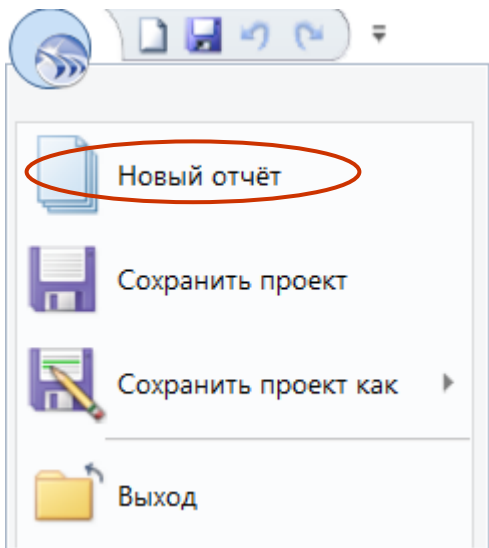 Новый отчёт
Сохранить проект
Сохранить проект как
Выход